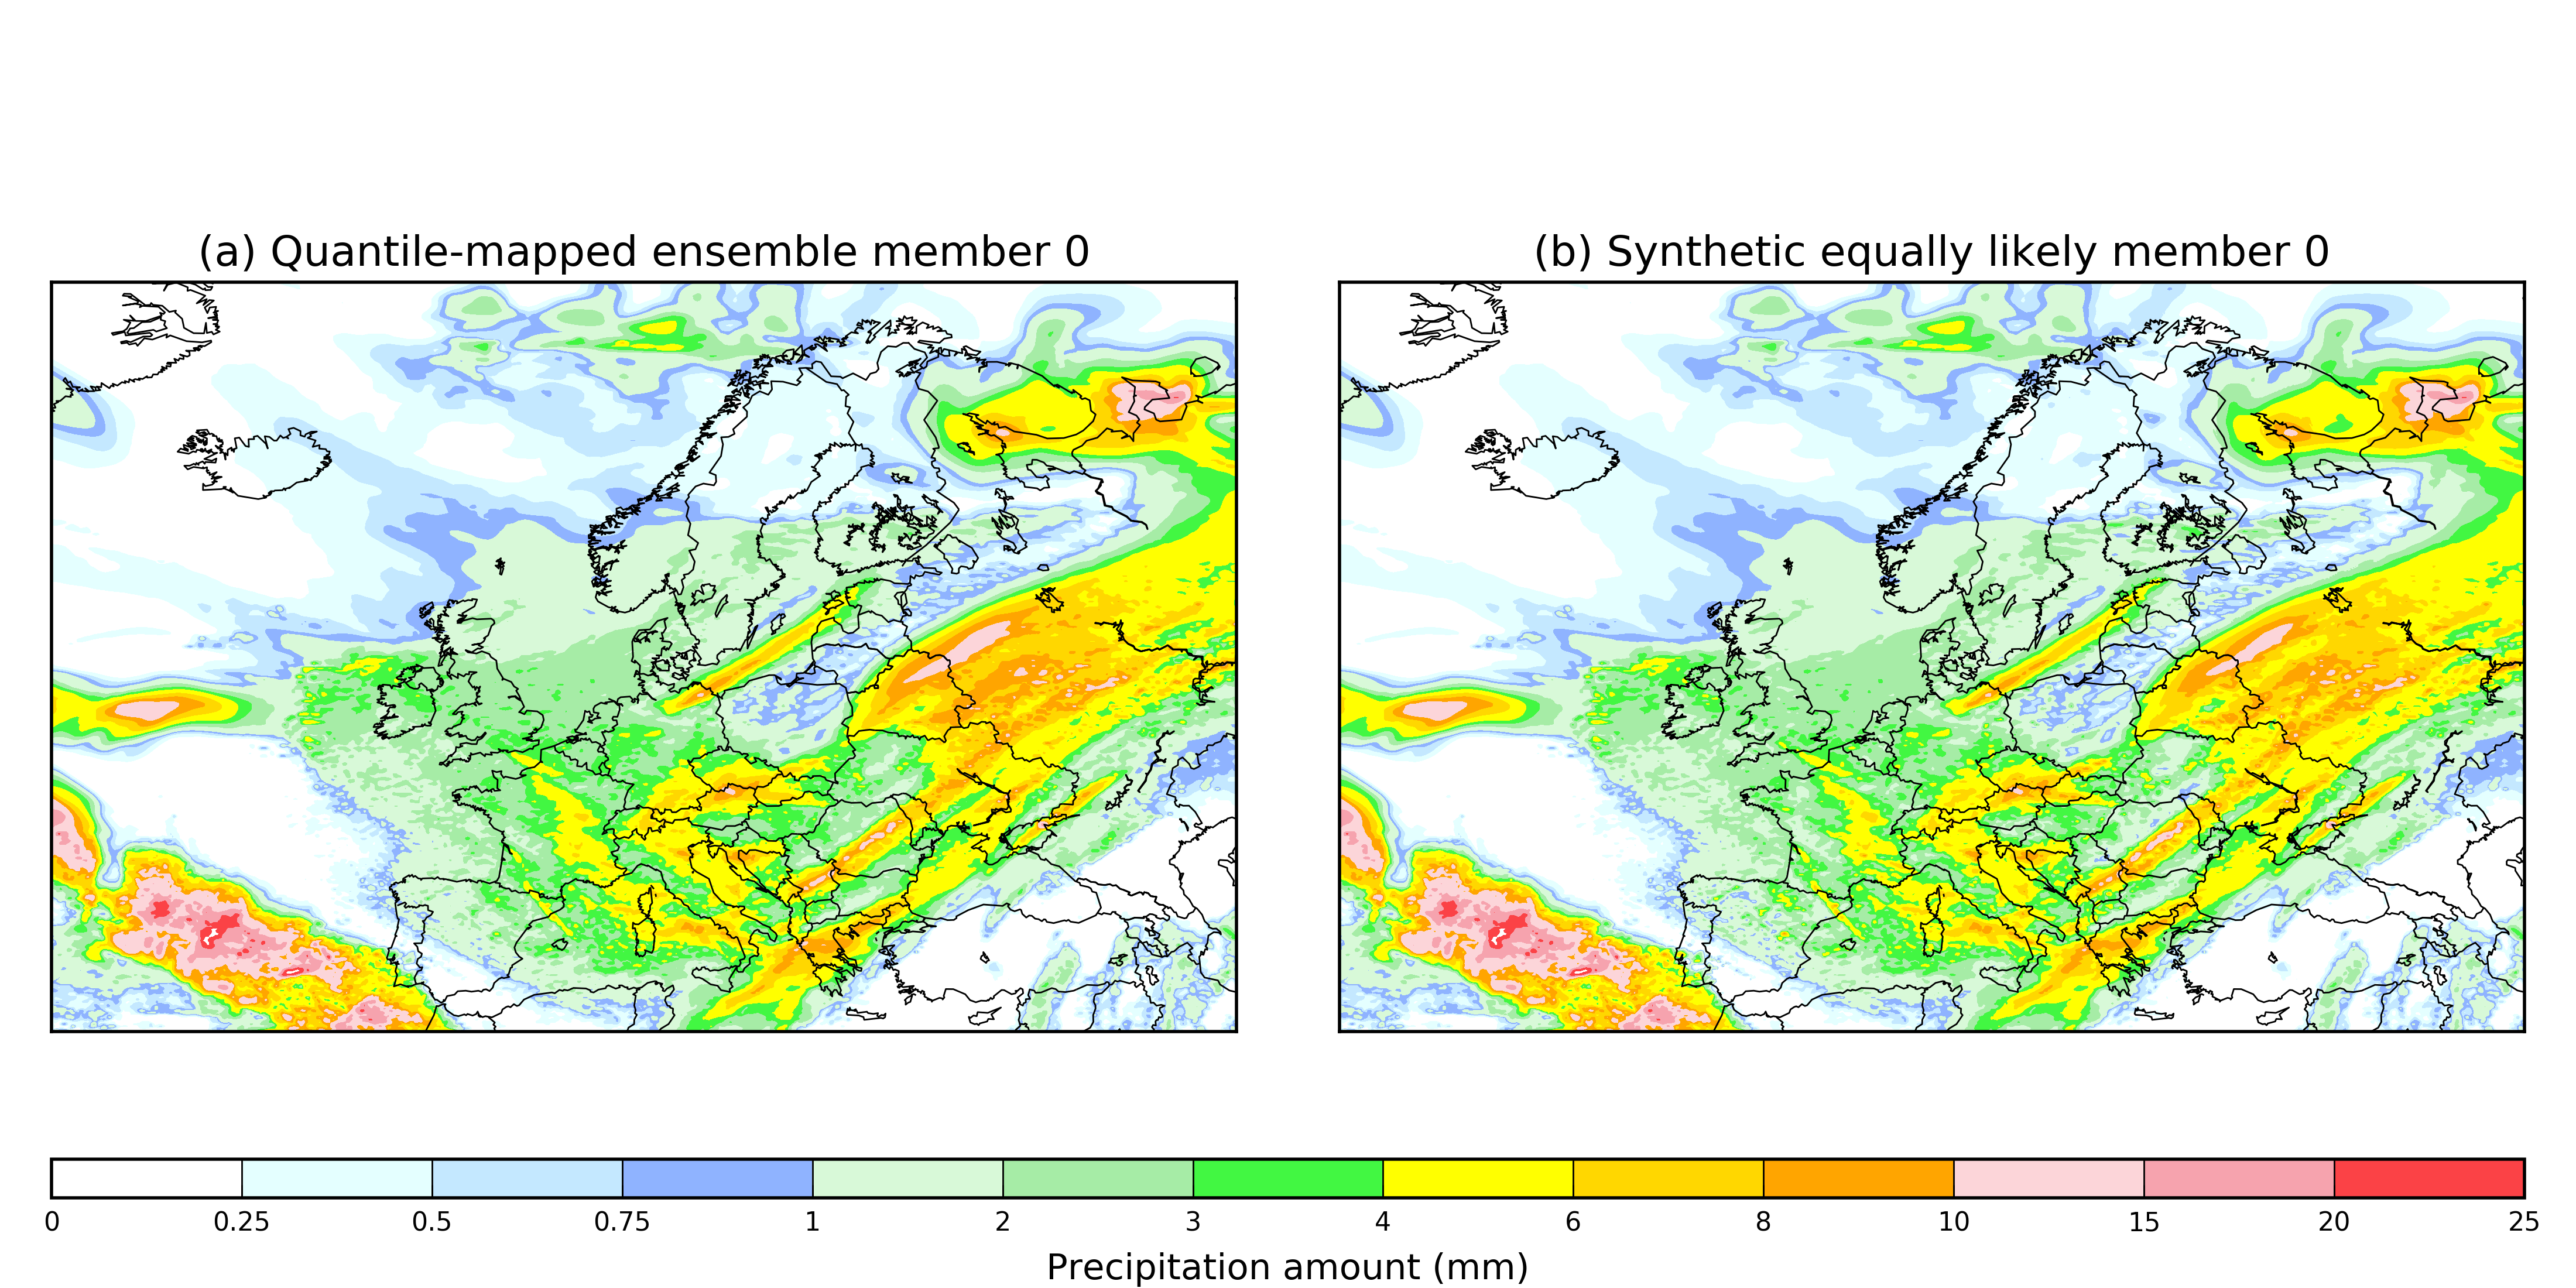 (a) Quantile-mapped ensemble member 0
(b) Synthetic equally likely member 0
0 0.25 0.5 0.75 1 2 3 4 6 8 10 15 20 25
Precipitation amount (mm)